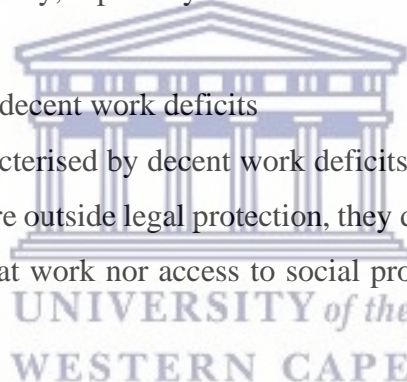 decent work deficits
cterised by decent work deficits
re outside legal protection, they
at work nor access to social pro
UNIVERSITY of the
WESTERN CAPE